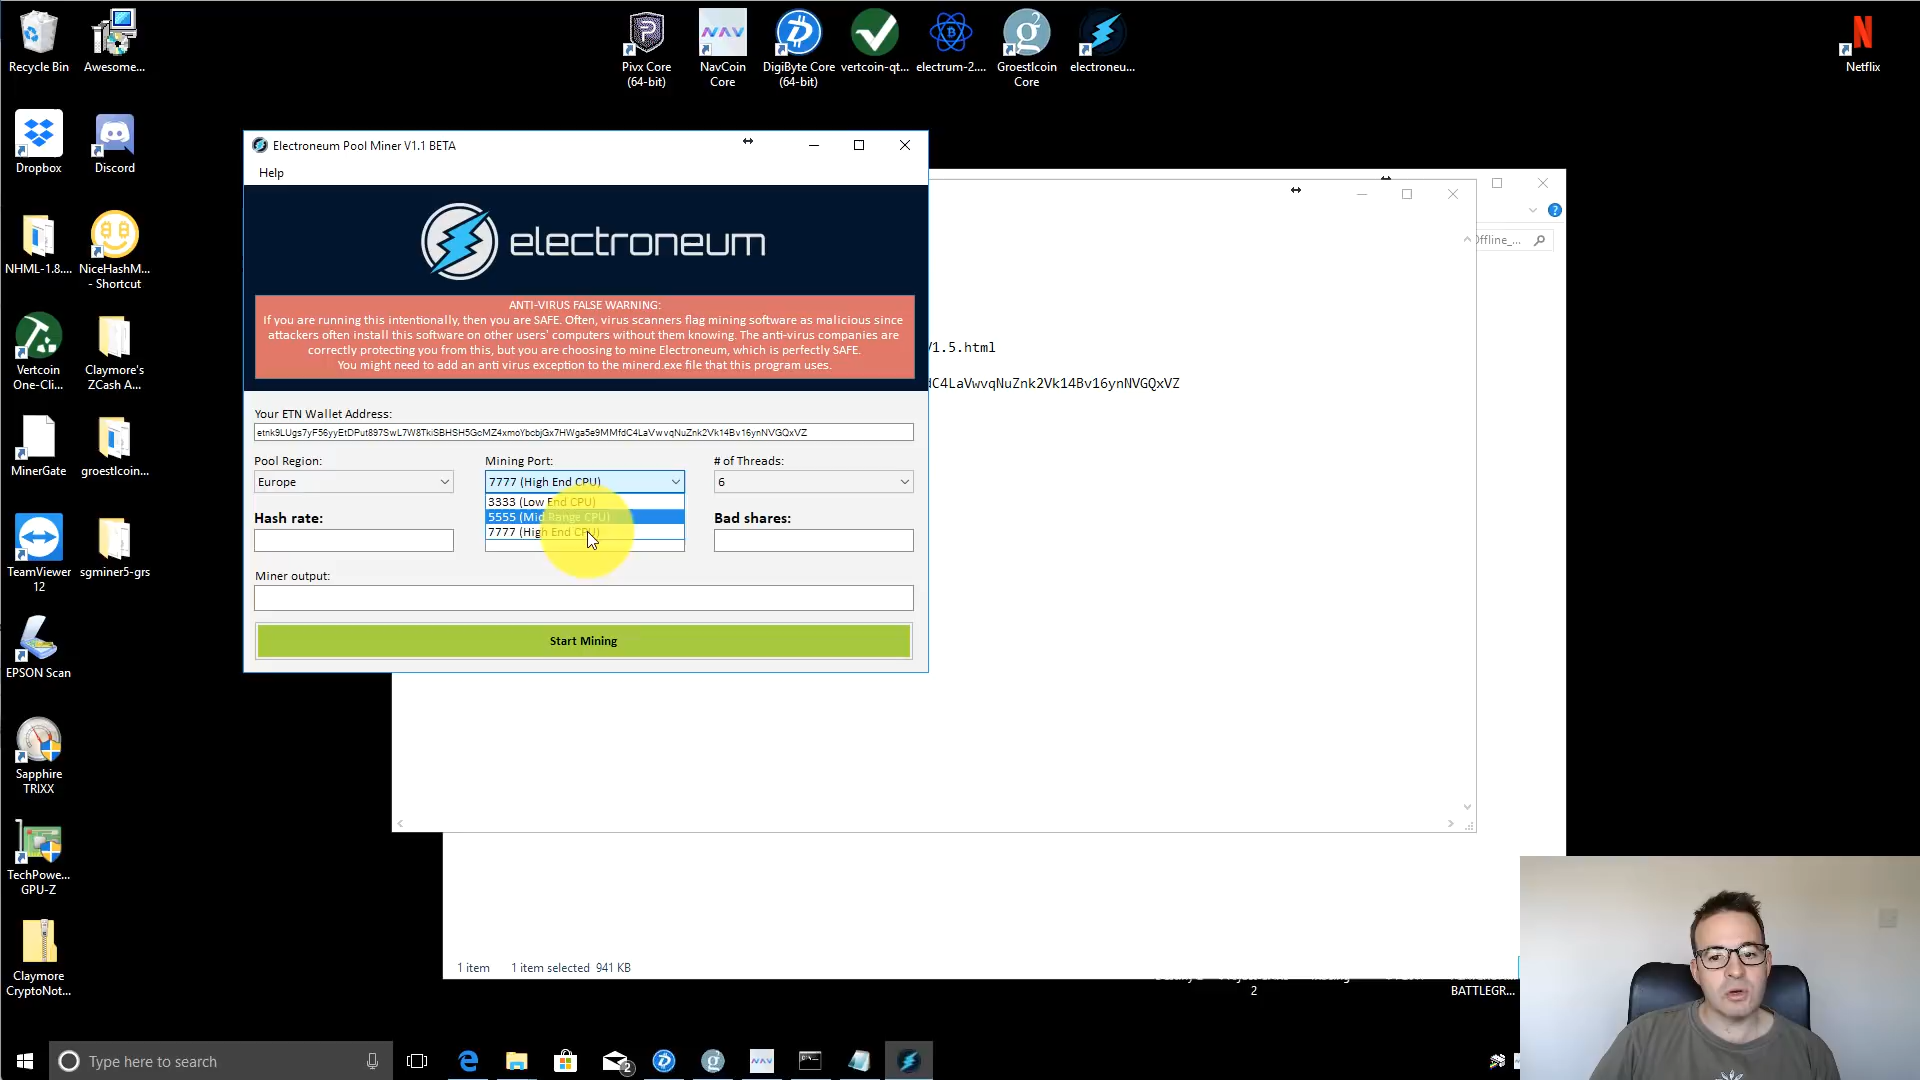 Recycle Bin
Awesome...
Pivx Core
(64-bit)
NavCoin
Core
DigiByte Core
(64-bit)
vertcoin-qt...
electrum-2....
Groestlcoin
Core
electroneu...
Netflix
Dropbox
Discord
NHML-1.8....
NiceHashM...
- Shortcut
Vertcoin
One-Cli...
Claymore's
ZCash A...
MinerGate
groestlcoin...
TeamViewer
12
sgminer5-grs
EPSON Scan
Sapphire
TRIXX
TechPowe...
GPU-Z
Claymore
CryptoNot...
Electroneum Pool Miner V1.1 BETA
Help
electroneum
ANTI-VIRUS FALSE WARNING:
If you are running this intentionally, then you are SAFE. Often, virus scanners flag mining software as malicious since
attackers often install this software on other users' computers without them knowing. The anti-virus companies are
correctly protecting you from this, but you are choosing to mine Electroneum, which is perfectly SAFE.
You might need to add an anti virus exception to the minerd.exe file that this program uses.
Your ETN Wallet Address:
etnk9LUgs7yF56yyEtDPut897SwL7W8TkiSBHSH5GcMZ4xmoYbcbjGx7HWga5e9MMfdC4LaVwvqNuZnk2Vk14Bv16ynNVGQxVZ
Pool Region:
Mining Port:
# of Threads:
Europe
7777 (High End CPU)
6
3333 (Low End CPU)
5555 (Mid Range CPU)
7777 (High End CPU)
Hash rate:
Bad shares:
Miner output:
Start Mining
Offline_...
/1.5.html
dC4LaVwvqNuZnk2Vk14Bv16ynNVGQxVZ
1 item
1 item selected 941 KB
2
BATTLEGR...
Type here to search
2